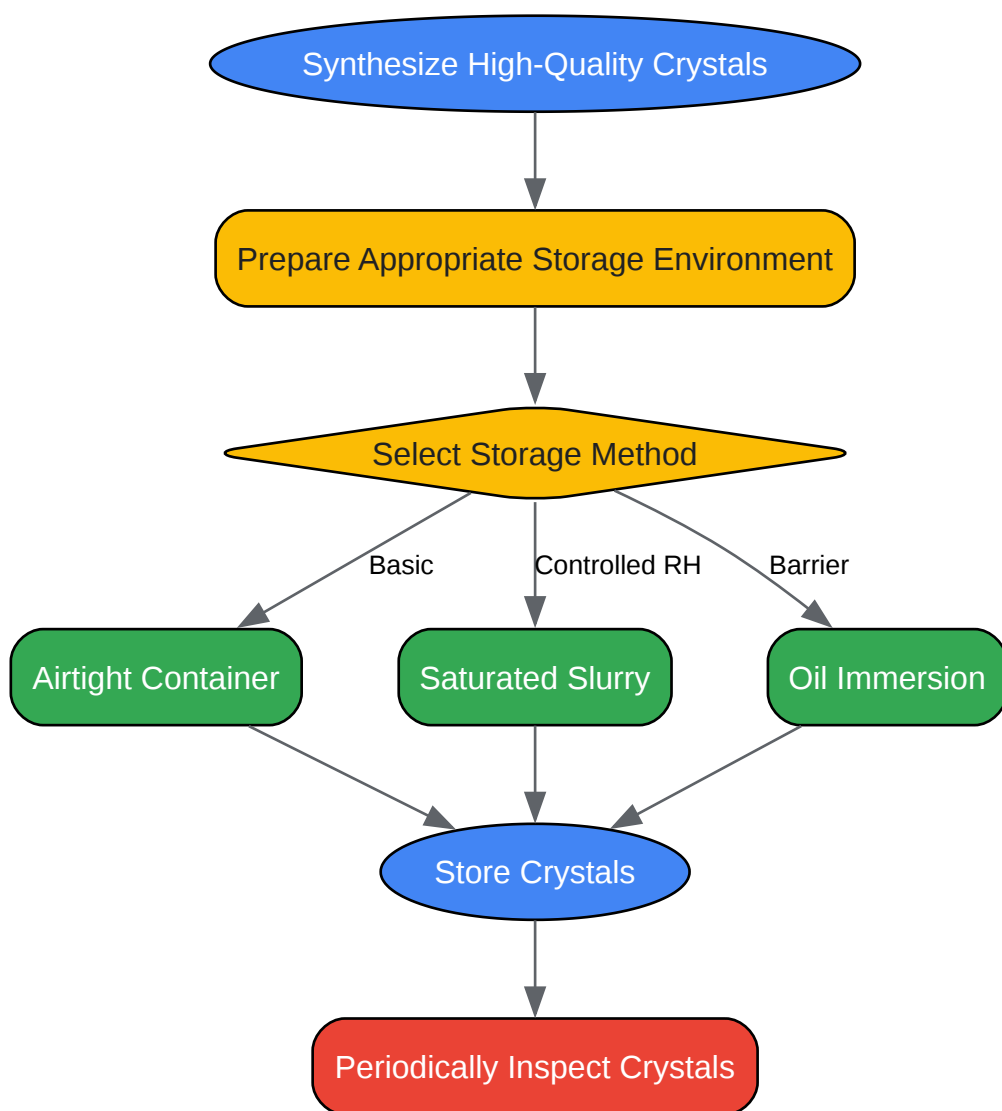 Synthesize High-Quality Crystals
Prepare Appropriate Storage Environment
Select Storage Method
Basic
Controlled RH
Barrier
Airtight Container
Saturated Slurry
Oil Immersion
Store Crystals
Periodically Inspect Crystals